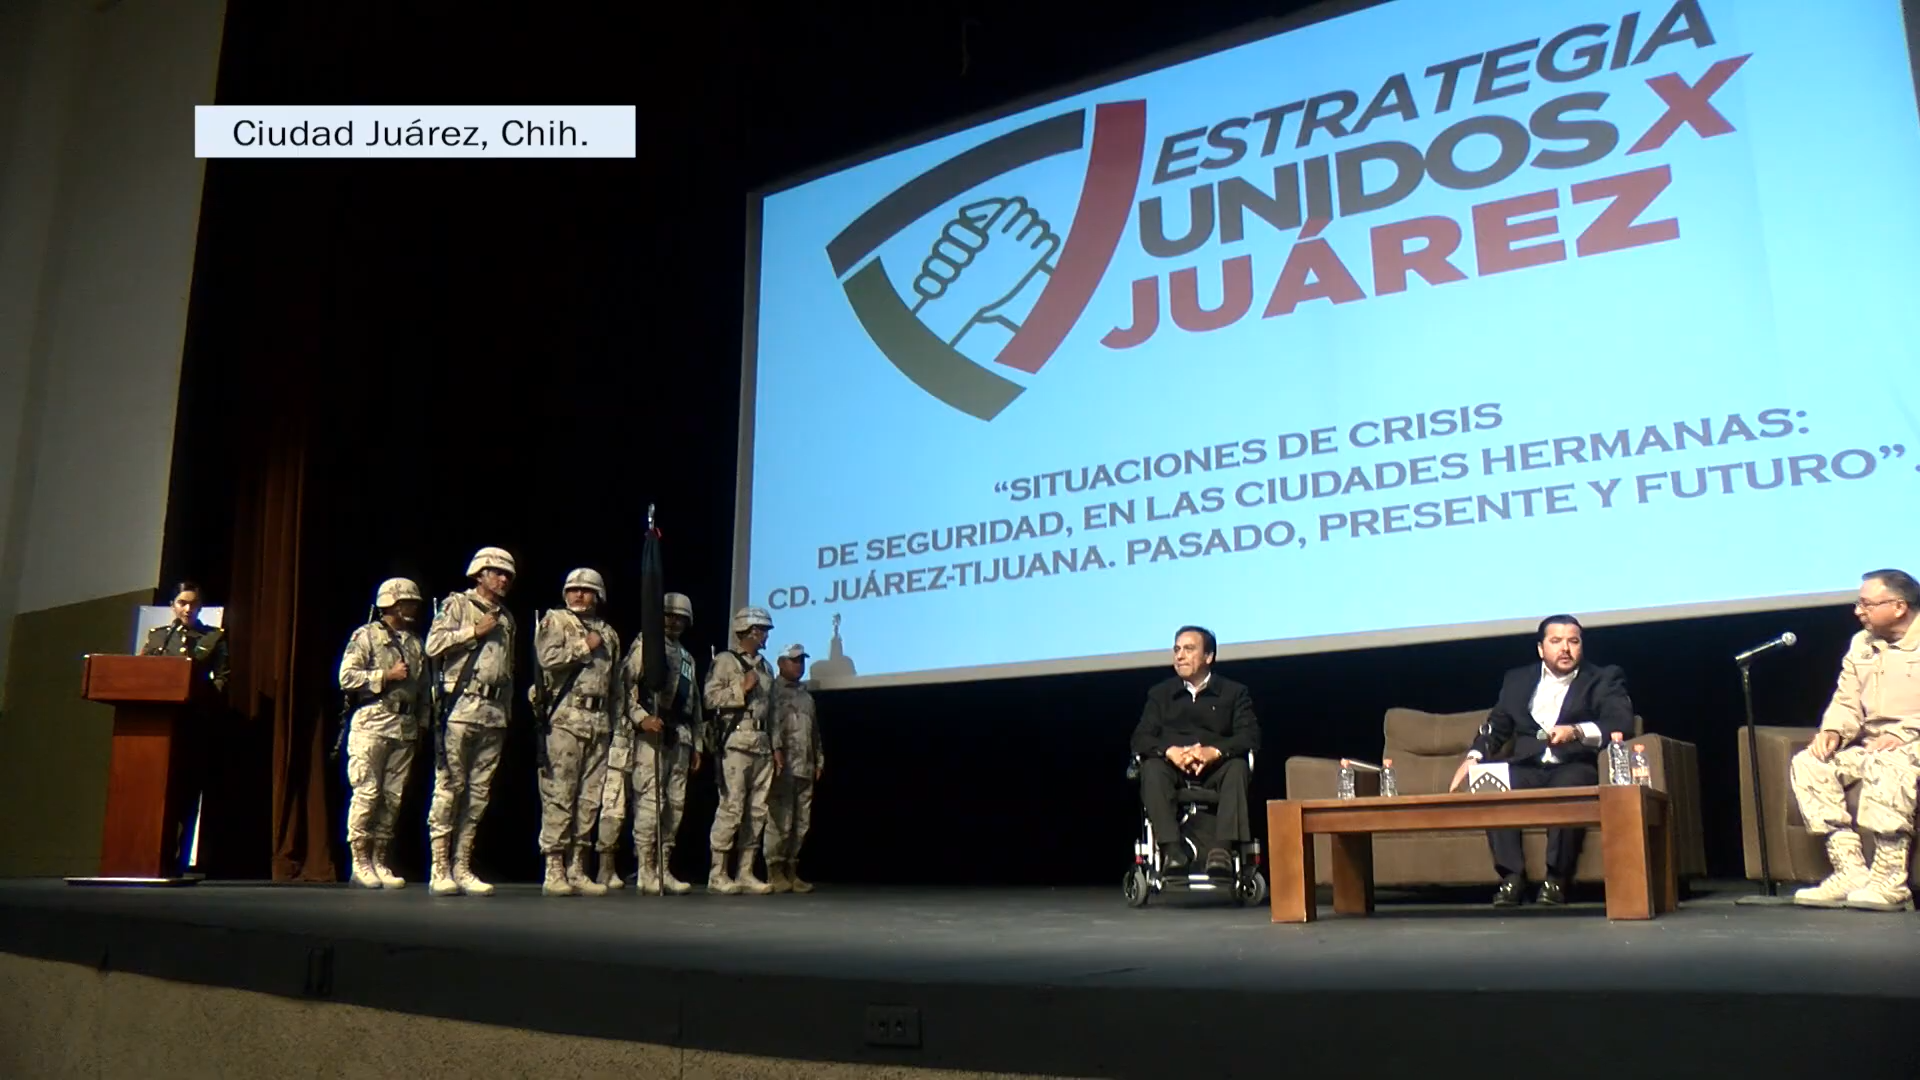 Ciudad Juárez, Chih.
ESTRATEGIA
UNIDOS X
JUÁREZ
“SITUACIONES DE CRISIS
DE SEGURIDAD, EN LAS CIUDADES HERMANAS:
CD. JUÁREZ-TIJUANA. PASADO, PRESENTE Y FUTURO”.